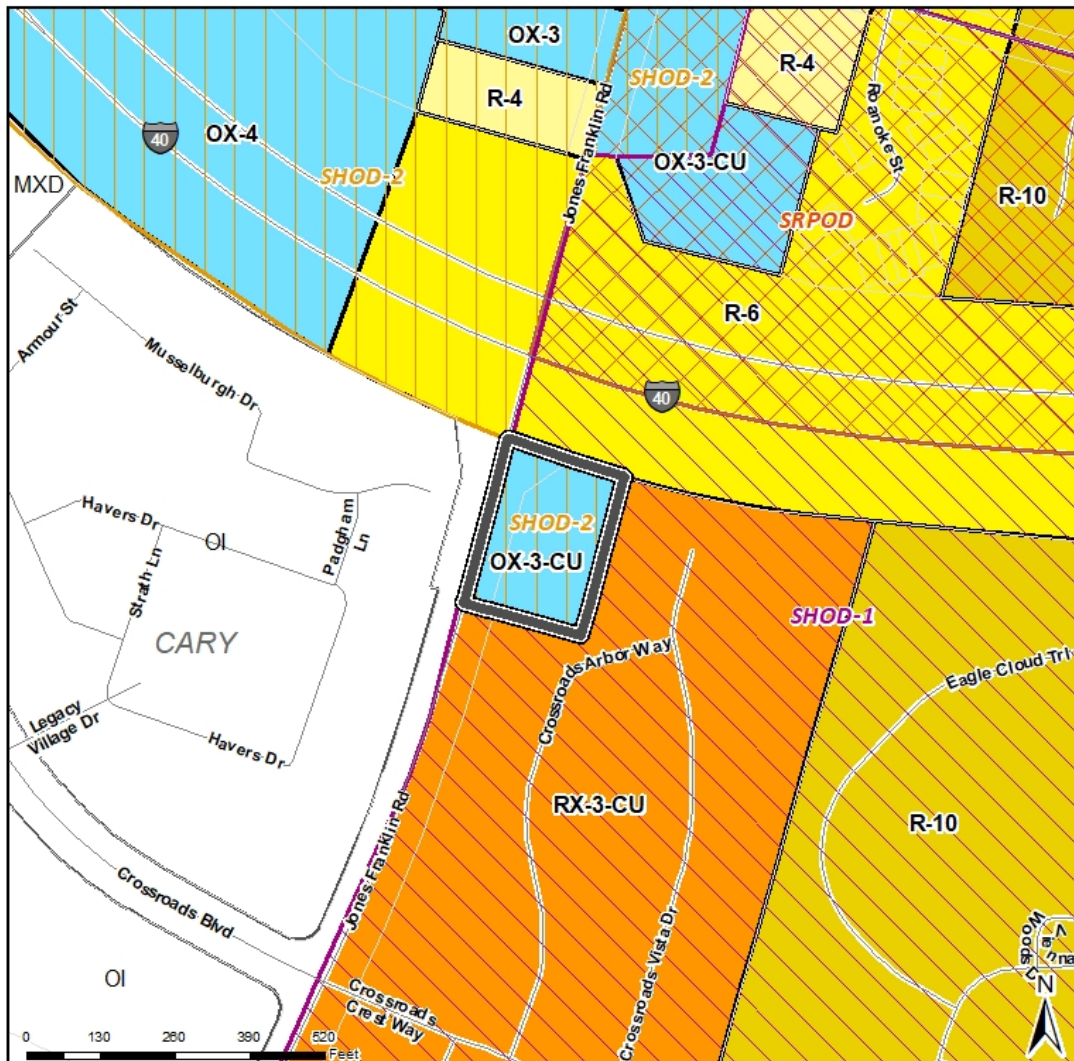 OX-3
SHOD-2
R-4
R-4
Roanoke St
40
OX-4
Jones Franklin Rd
OX-3-CU
MXD
SHOD-2
R-10
SRPOD
R-6
Armour St
Musselburgh Dr
40
Havers Dr
OI
Padgham
Ln
Strath Ln
SHOD-2
OX-3-CU
CARY
SHOD-1
Crossroads Arbor Way
Eagle Cloud Trl
Legacy
Village Dr
Havers Dr
RX-3-CU
R-10
Jones Franklin Rd
Crossroads Blvd
Crossroads Vista Dr
OI
Crossroads
Crest Way
N
0 130 260 390 520
Feet